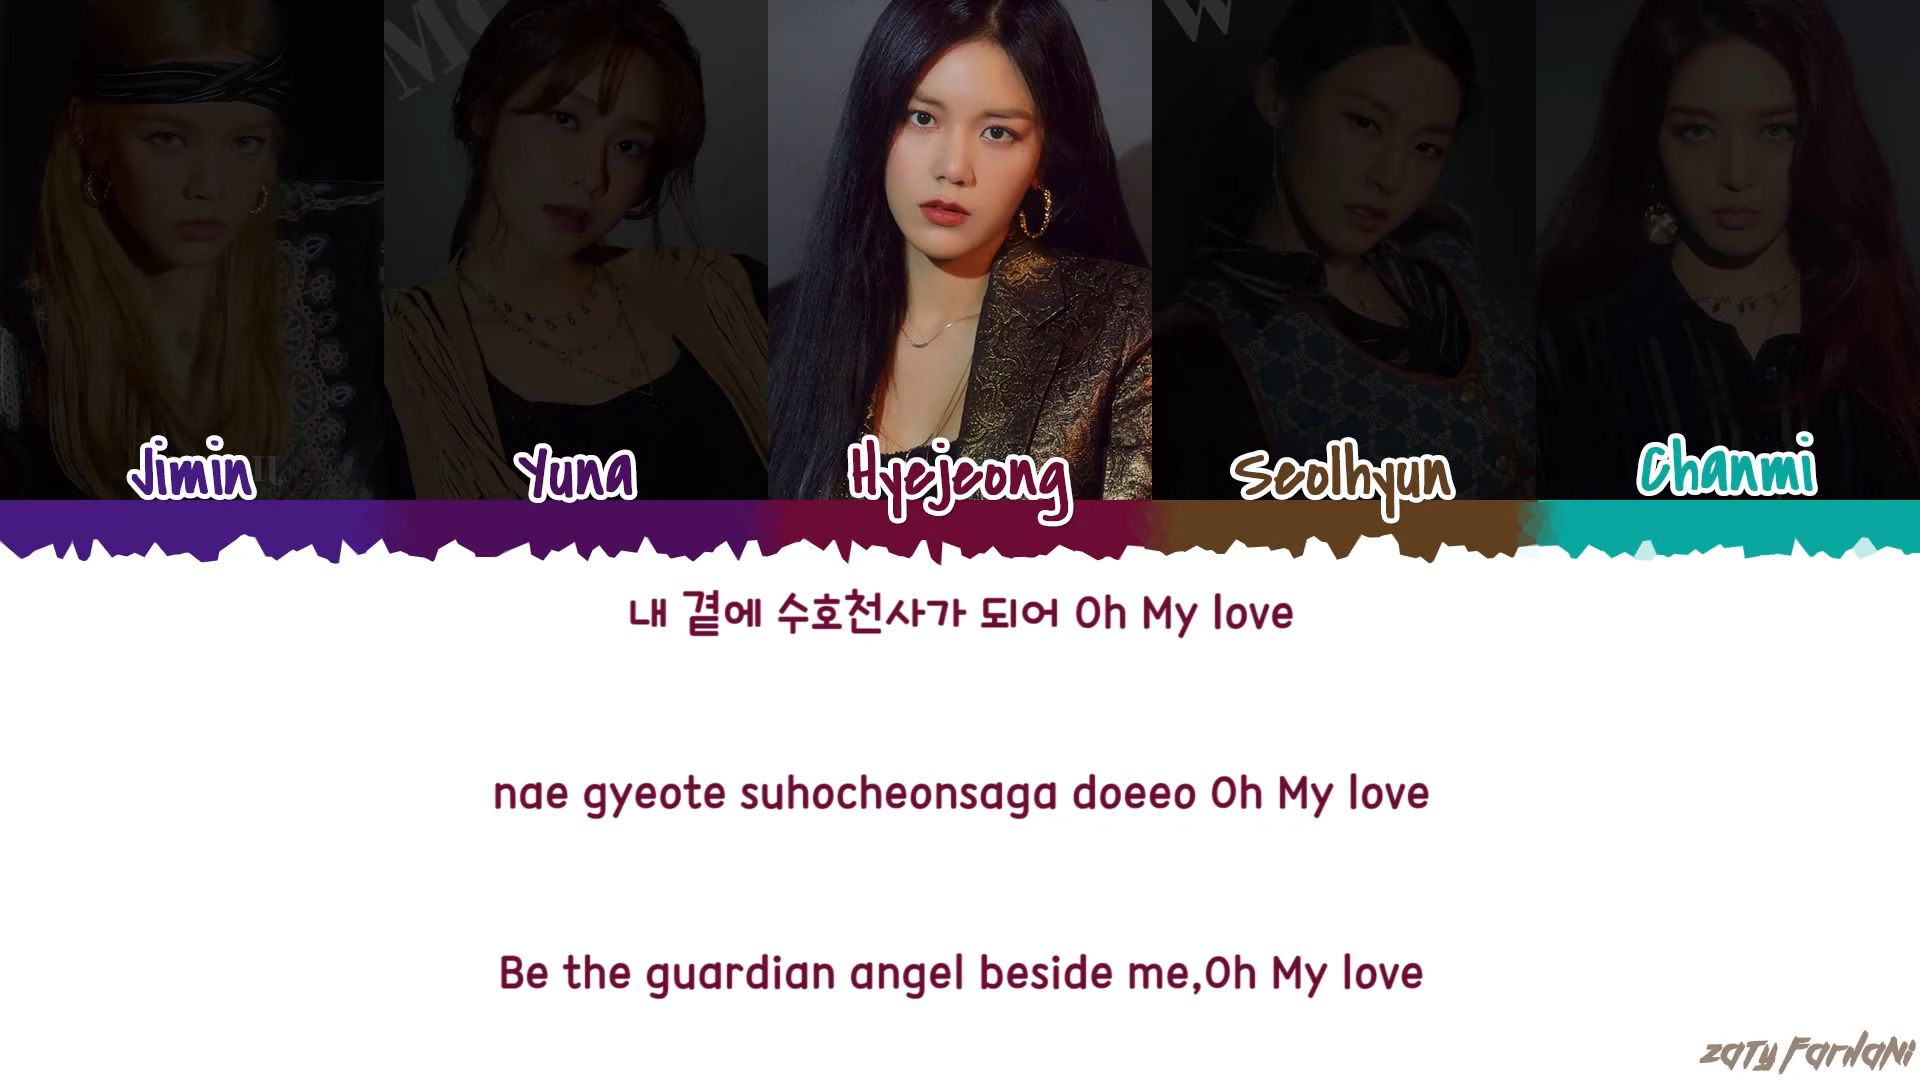 Jimin
Yuna
Hyejeong
Seolhyun
Chanmi
내 곁에 수호천사가 되어 Oh My love
nae gyeote suhocheonsaga doeeo Oh My love
Be the guardian angel beside me,Oh My love
Zaty Farhani